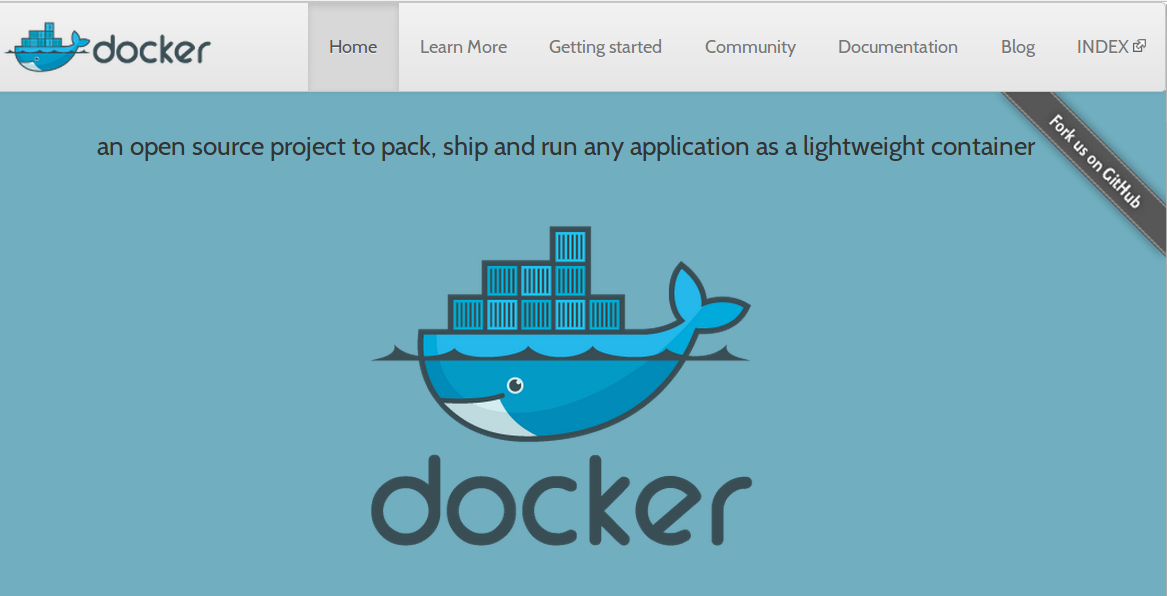 docker
Home
Learn More
Getting started
Community
Documentation
Blog
INDEX
Fork us on GitHub
an open source project to pack, ship and run any application as a lightweight container
docker